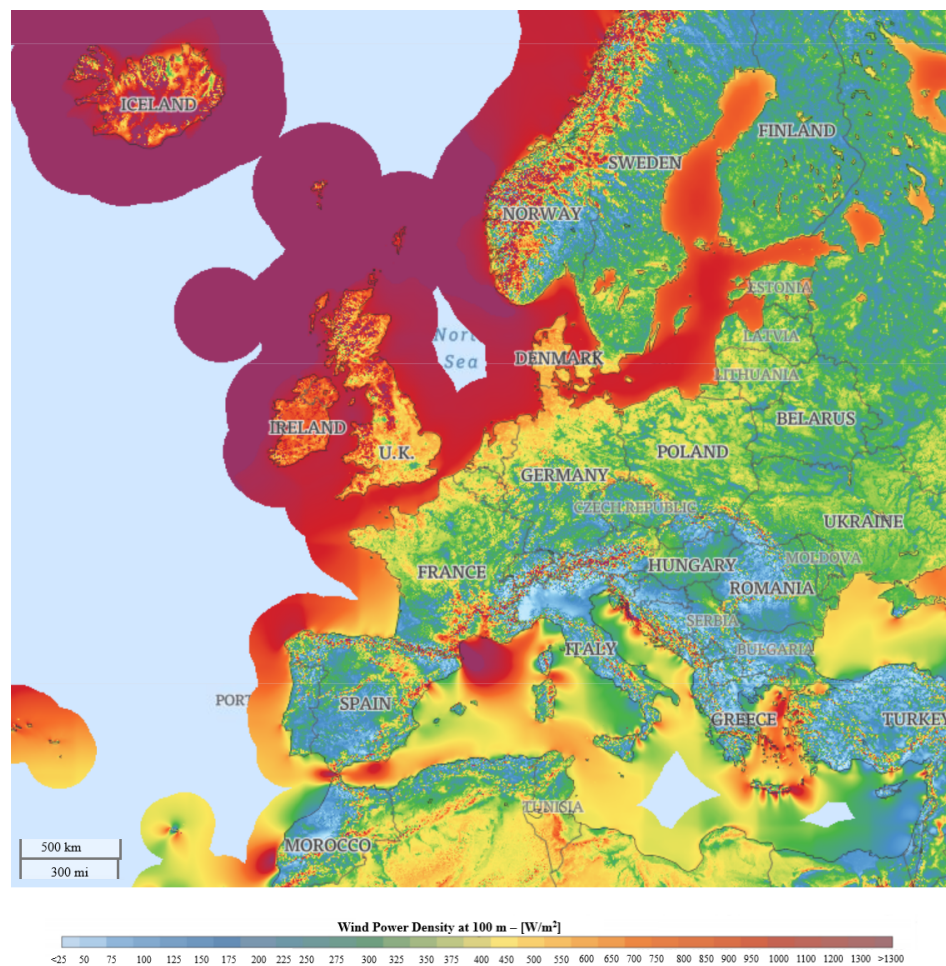 ICELAND
FINLAND
SWEDEN
NORWAY
ESTONIA
Nort
Sea
LATVIA
DENMARK
LITHUANIA
BELARUS
IRELAND
U.K.
POLAND
GERMANY
CZECH REPUBLIC
UKRAINE
MOLDOVA
HUNGARY
FRANCE
ROMANIA
SERBIA
ITALY
BULGARIA
PORT
SPAIN
GREECE
TURKEY
TUNISIA
MOROCCO
500 km
300 mi
Wind Power Density at 100 m – [W/m²]
<25 50 75 100 125 150 175 200 225 250 275 300 325 350 375 400 450 500 550 600 650 700 750 800 850 900 1000 1100 1200 1300 >1300